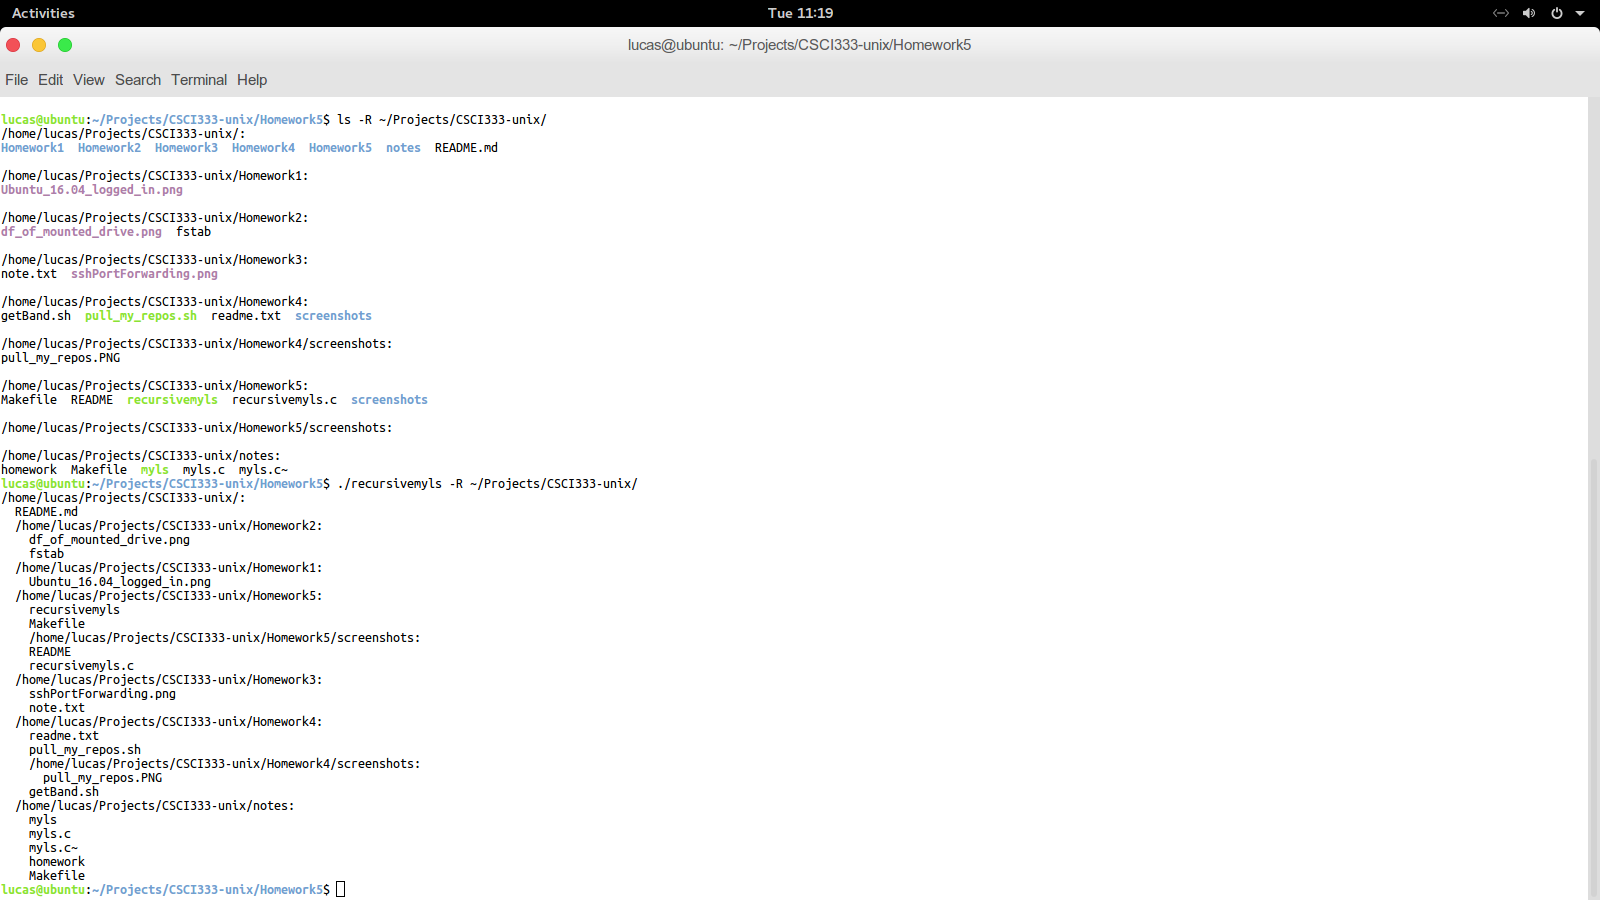 Activities
Tue 11:19
lucas@ubuntu: ~/Projects/CSCI333-unix/Homework5
File Edit View Search Terminal Help
lucas@ubuntu:~/Projects/CSCI333-unix/Homework5$ ls -R ~/Projects/CSCI333-unix/
/home/lucas/Projects/CSCI333-unix/:
Homework1  Homework2  Homework3  Homework4  Homework5  notes  README.md

/home/lucas/Projects/CSCI333-unix/Homework1:
Ubuntu_16.04_logged_in.png

/home/lucas/Projects/CSCI333-unix/Homework2:
df_of_mounted_drive.png  fstab

/home/lucas/Projects/CSCI333-unix/Homework3:
note.txt  sshPortForwarding.png

/home/lucas/Projects/CSCI333-unix/Homework4:
getBand.sh  pull_my_repos.sh  readme.txt  screenshots

/home/lucas/Projects/CSCI333-unix/Homework4/screenshots:
pull_my_repos.PNG

/home/lucas/Projects/CSCI333-unix/Homework5:
Makefile  README  recursivemyls  recursivemyls.c  screenshots

/home/lucas/Projects/CSCI333-unix/Homework5/screenshots:

/home/lucas/Projects/CSCI333-unix/notes:
homework  Makefile  myls  myls.c  myls.c~
lucas@ubuntu:~/Projects/CSCI333-unix/Homework5$ ./recursivemyls -R ~/Projects/CSCI333-unix/
/home/lucas/Projects/CSCI333-unix/:
  README.md
  /home/lucas/Projects/CSCI333-unix/Homework2:
    df_of_mounted_drive.png
    fstab
  /home/lucas/Projects/CSCI333-unix/Homework1:
    Ubuntu_16.04_logged_in.png
  /home/lucas/Projects/CSCI333-unix/Homework5:
    recursivemyls
    Makefile
    /home/lucas/Projects/CSCI333-unix/Homework5/screenshots:
    README
    recursivemyls.c
  /home/lucas/Projects/CSCI333-unix/Homework3:
    sshPortForwarding.png
    note.txt
  /home/lucas/Projects/CSCI333-unix/Homework4:
    readme.txt
    pull_my_repos.sh
    /home/lucas/Projects/CSCI333-unix/Homework4/screenshots:
      pull_my_repos.PNG
    getBand.sh
  /home/lucas/Projects/CSCI333-unix/notes:
    myls
    myls.c
    myls.c~
    homework
    Makefile
lucas@ubuntu:~/Projects/CSCI333-unix/Homework5$